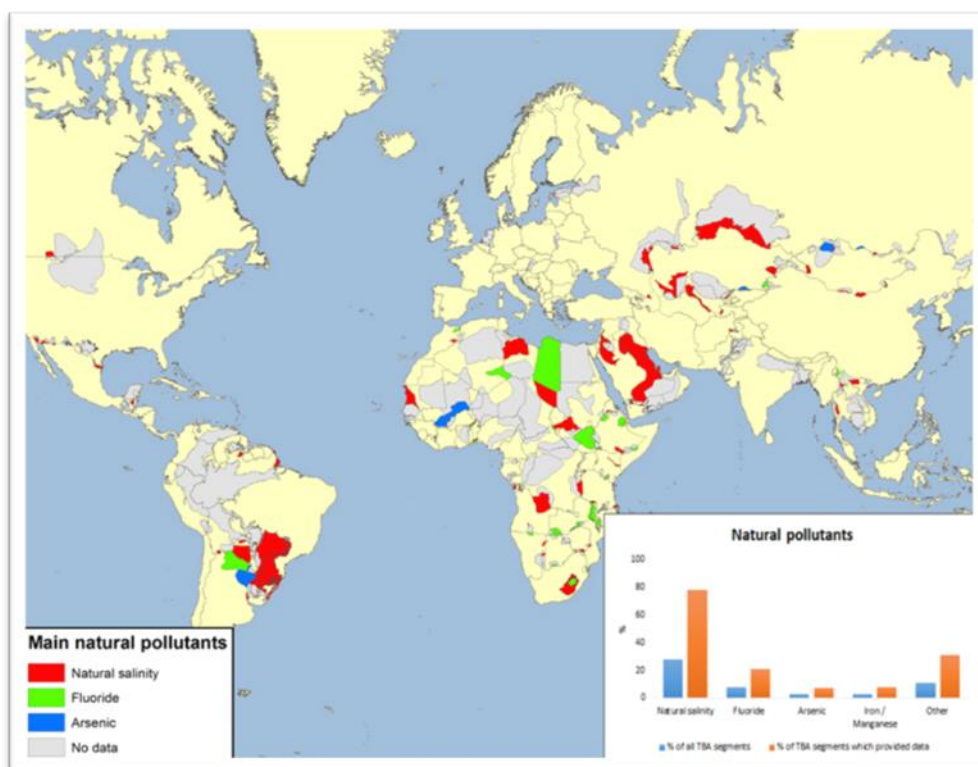 Main natural pollutants
Natural salinity
Fluoride
Arsenic
No data
Natural pollutants
100
80
60
40
20
0
%
Natural salinity
Fluoride
Arsenic
Iron /
Manganese
Other
% of all TBA segments
% of TBA segments which provided data